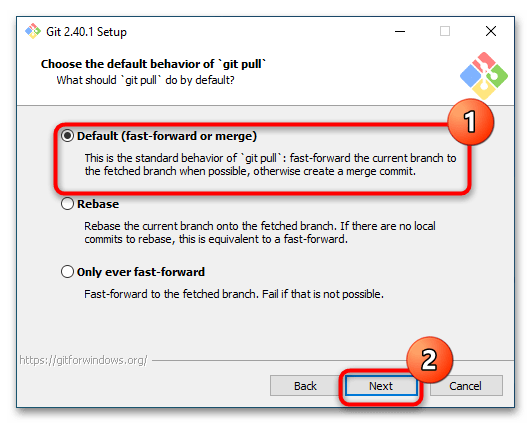 Git 2.40.1 Setup
Choose the default behavior of `git pull`
What should `git pull` do by default?
1
Default (fast-forward or merge)
This is the standard behavior of `git pull`: fast-forward the current branch to
the fetched branch when possible, otherwise create a merge commit.
Rebase
Rebase the current branch onto the fetched branch. If there are no local
commits to rebase, this is equivalent to a fast-forward.
Only ever fast-forward
Fast-forward to the fetched branch. Fail if that is not possible.
https://gitforwindows.org/
2
Back Next Cancel